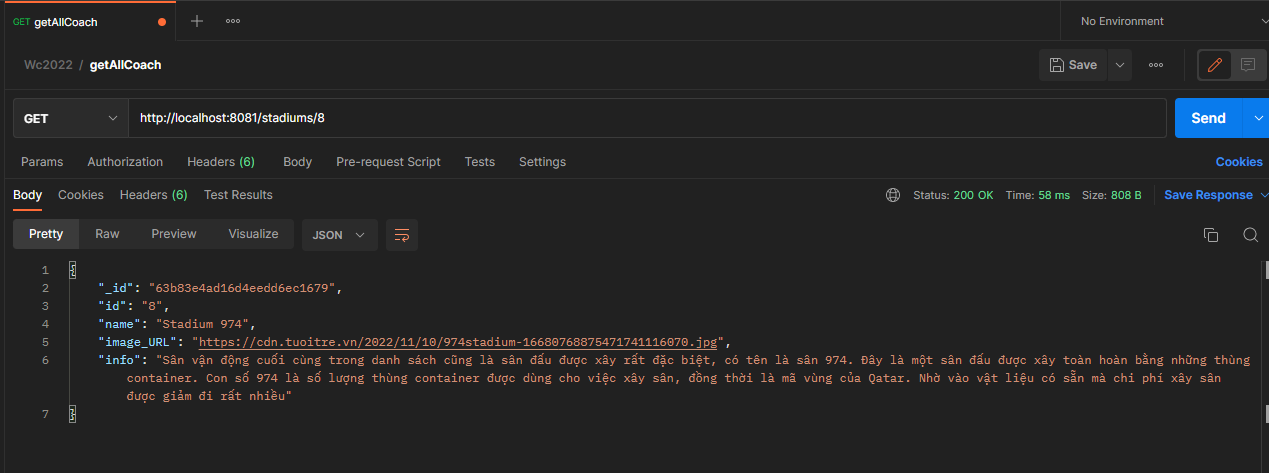 GET getAllCoach No Environment
Wc2022 / getAllCoach Save
GET http://localhost:8081/stadiums/8 Send
Params Authorization Headers (6) Body Pre-request Script Tests Settings Cookies
Body Cookies Headers (6) Test Results Status: 200 OK Time: 58 ms Size: 808 B Save Response
Pretty Raw Preview Visualize JSON
1 {
2 "_id": "63b83e4ad16d4eedd6ec1679",
3 "id": "8",
4 "name": "Stadium 974",
5 "image_URL": "https://cdn.tuoitre.vn/2022/11/10/974stadium-16680768875471741116070.jpg",
6 "info": "Sân vận động cuối cùng trong danh sách cũng là sân đấu được xây rất đặc biệt, có tên là sân 974. Đây là một sân đấu được xây toàn hoàn bằng những thùng
container. Con số 974 là số lượng thùng container được dùng cho việc xây sân, đồng thời là mã vùng của Qatar. Nhờ vào vật liệu có sẵn mà chi phí xây sân
được giảm đi rất nhiều"
7 }